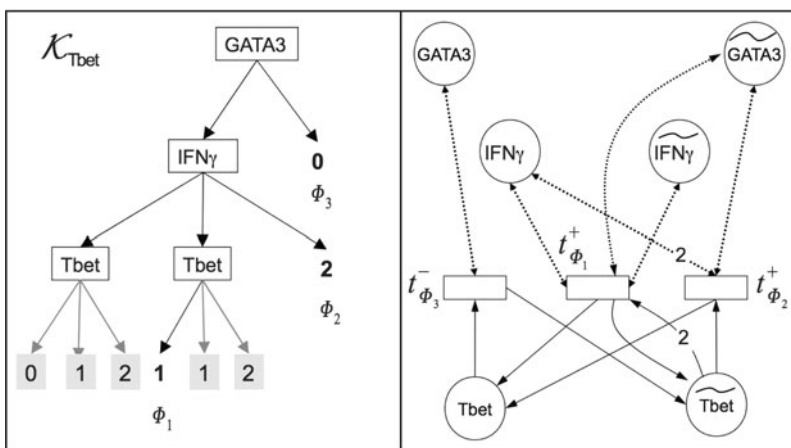 𝒦Tbet
GATA3
IFNγ
0
Φ3
Tbet
Tbet
2
Φ2
0 1 2 1 1 2
Φ1
GATA3
GATA3
IFNγ
IFNγ
2
t⁻Φ3
t⁺Φ1
t⁺Φ2
2
Tbet
Tbet